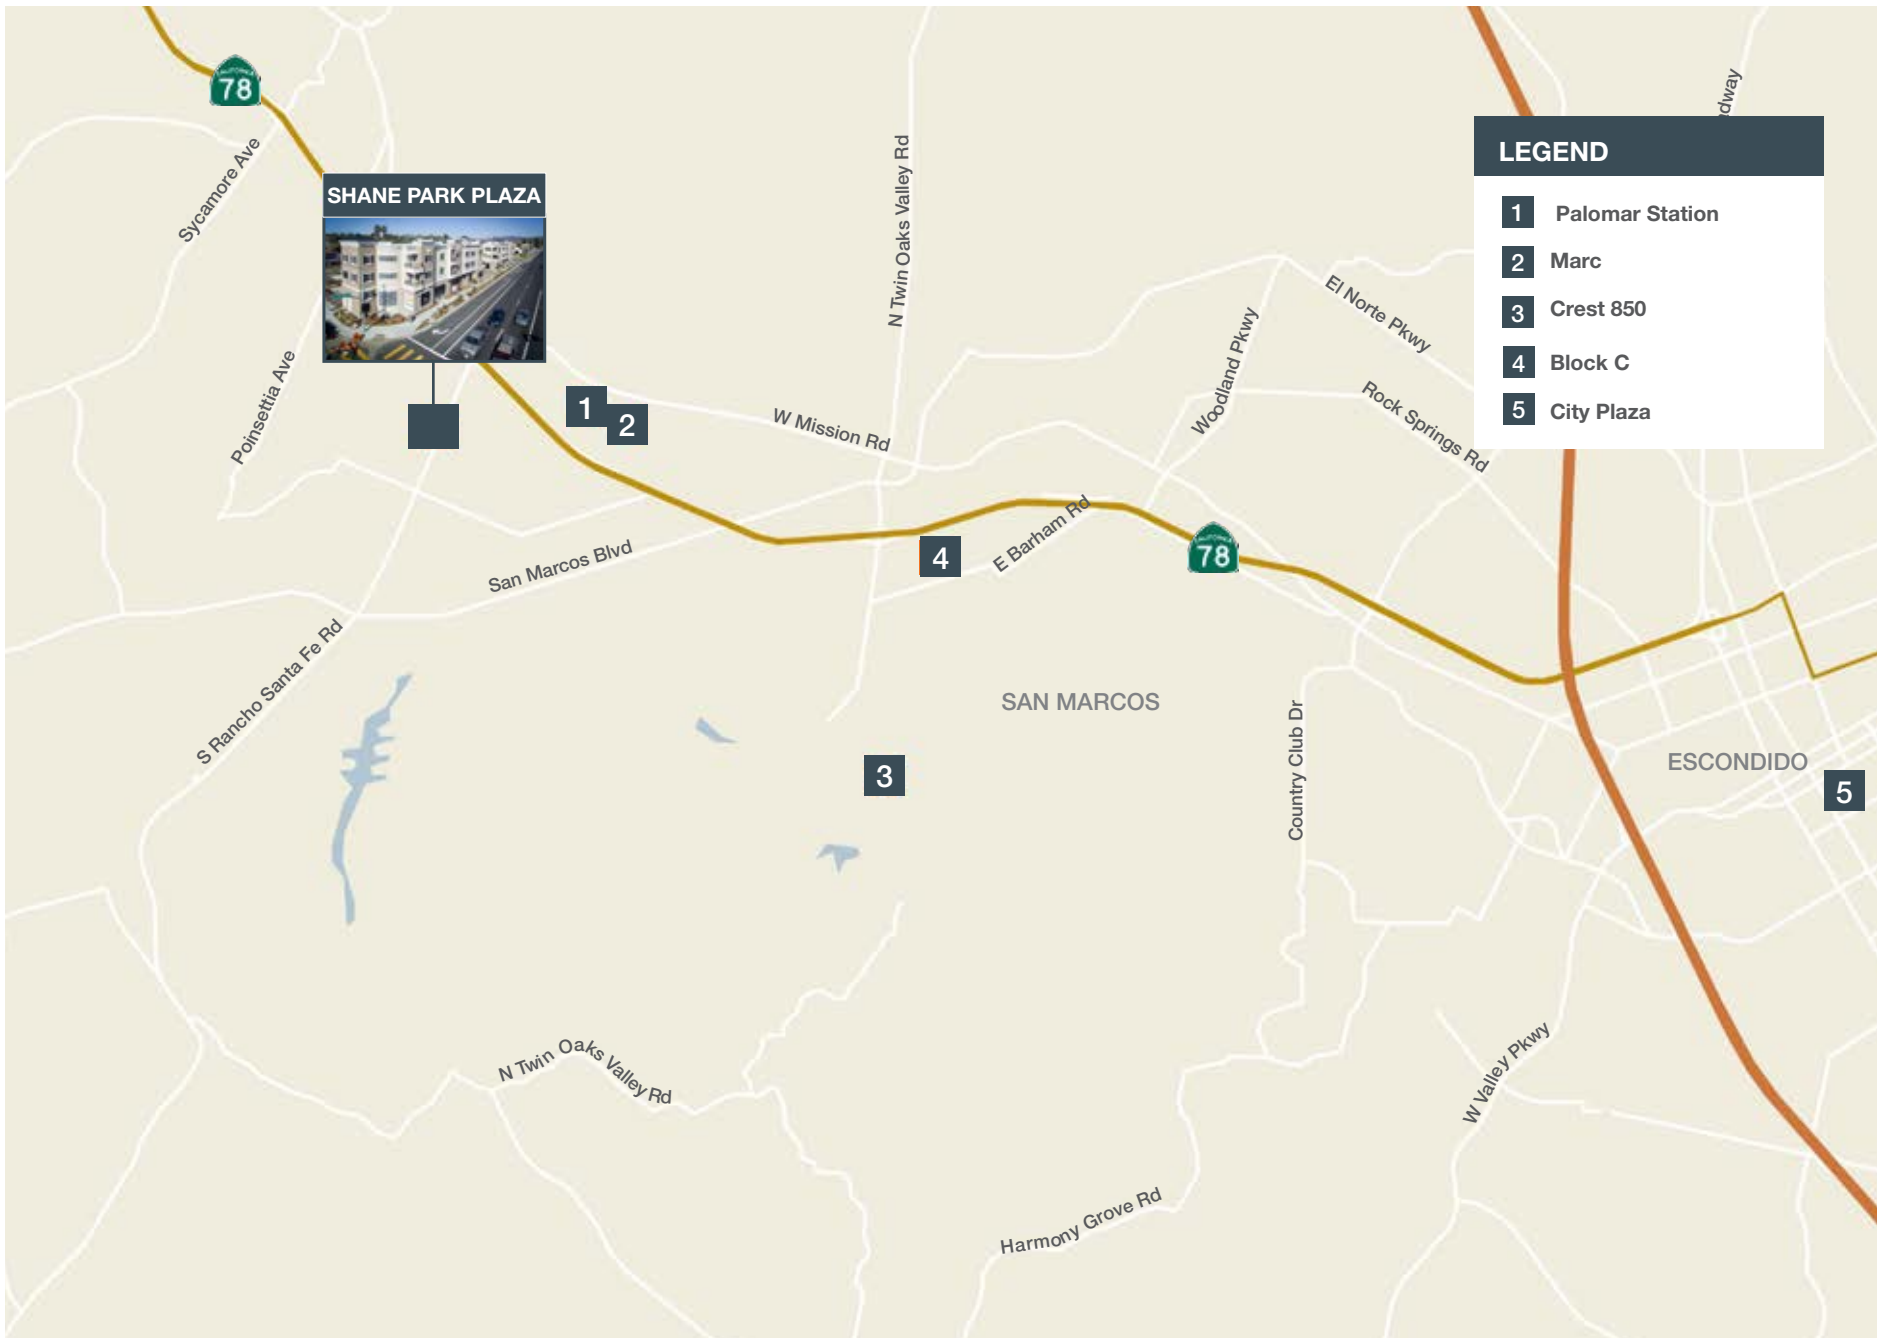 CALIFORNIA
78
Sycamore Ave
SHANE PARK PLAZA
Poinsettia Ave
N Twin Oaks Valley Rd
1
2
W Mission Rd
Woodland Pkwy
El Norte Pkwy
Rock Springs Rd
LEGEND
1 Palomar Station
2 Marc
3 Crest 850
4 Block C
5 City Plaza
San Marcos Blvd
4
E Barham Rd
CALIFORNIA
78
S Rancho Santa Fe Rd
SAN MARCOS
3
Country Club Dr
ESCONDIDO
5
N Twin Oaks Valley Rd
W Valley Pkwy
Harmony Grove Rd